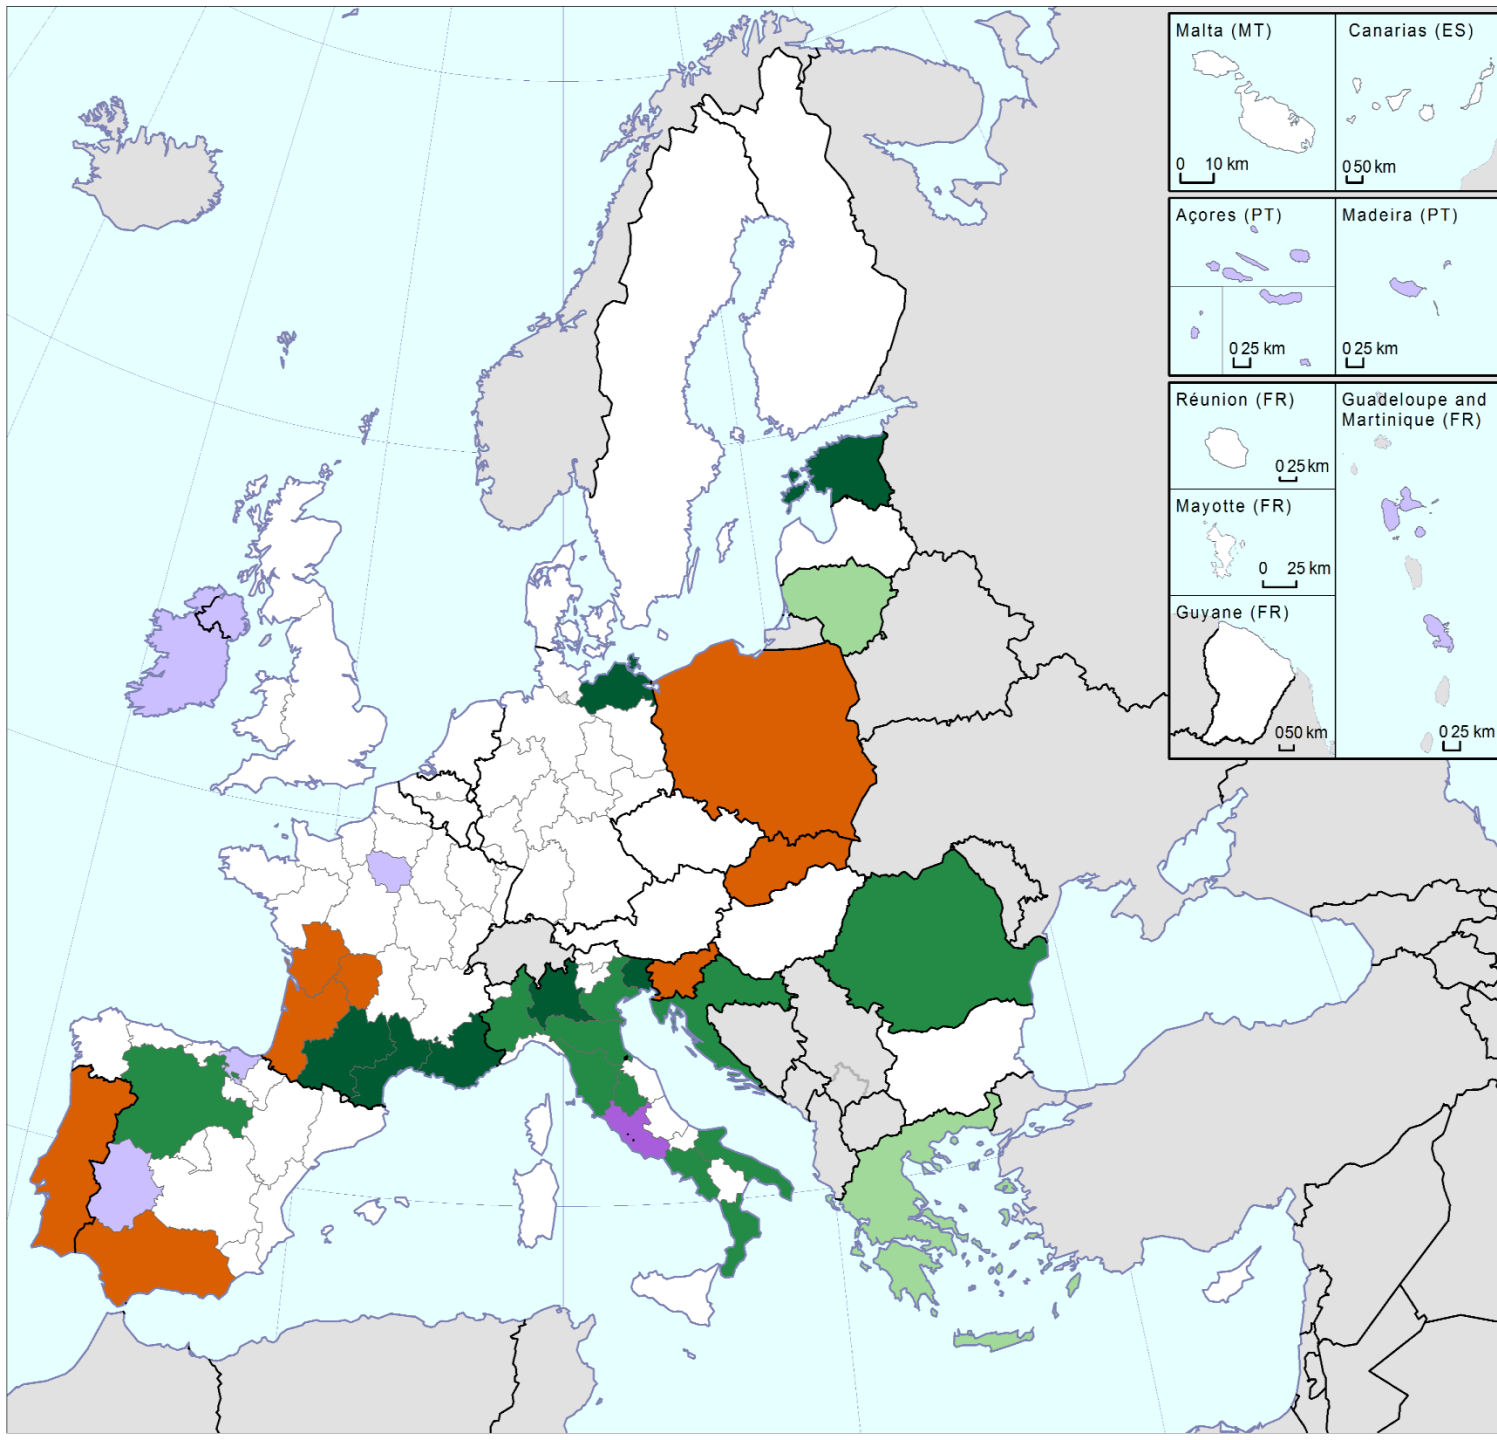 Malta (MT)
0 10 km
Canarias (ES)
0 50 km
Açores (PT)
0 25 km
Madeira (PT)
0 25 km
Réunion (FR)
0 25 km
Mayotte (FR)
0 25 km
Guyane (FR)
0 50 km
Guadeloupe and
Martinique (FR)
0 25 km